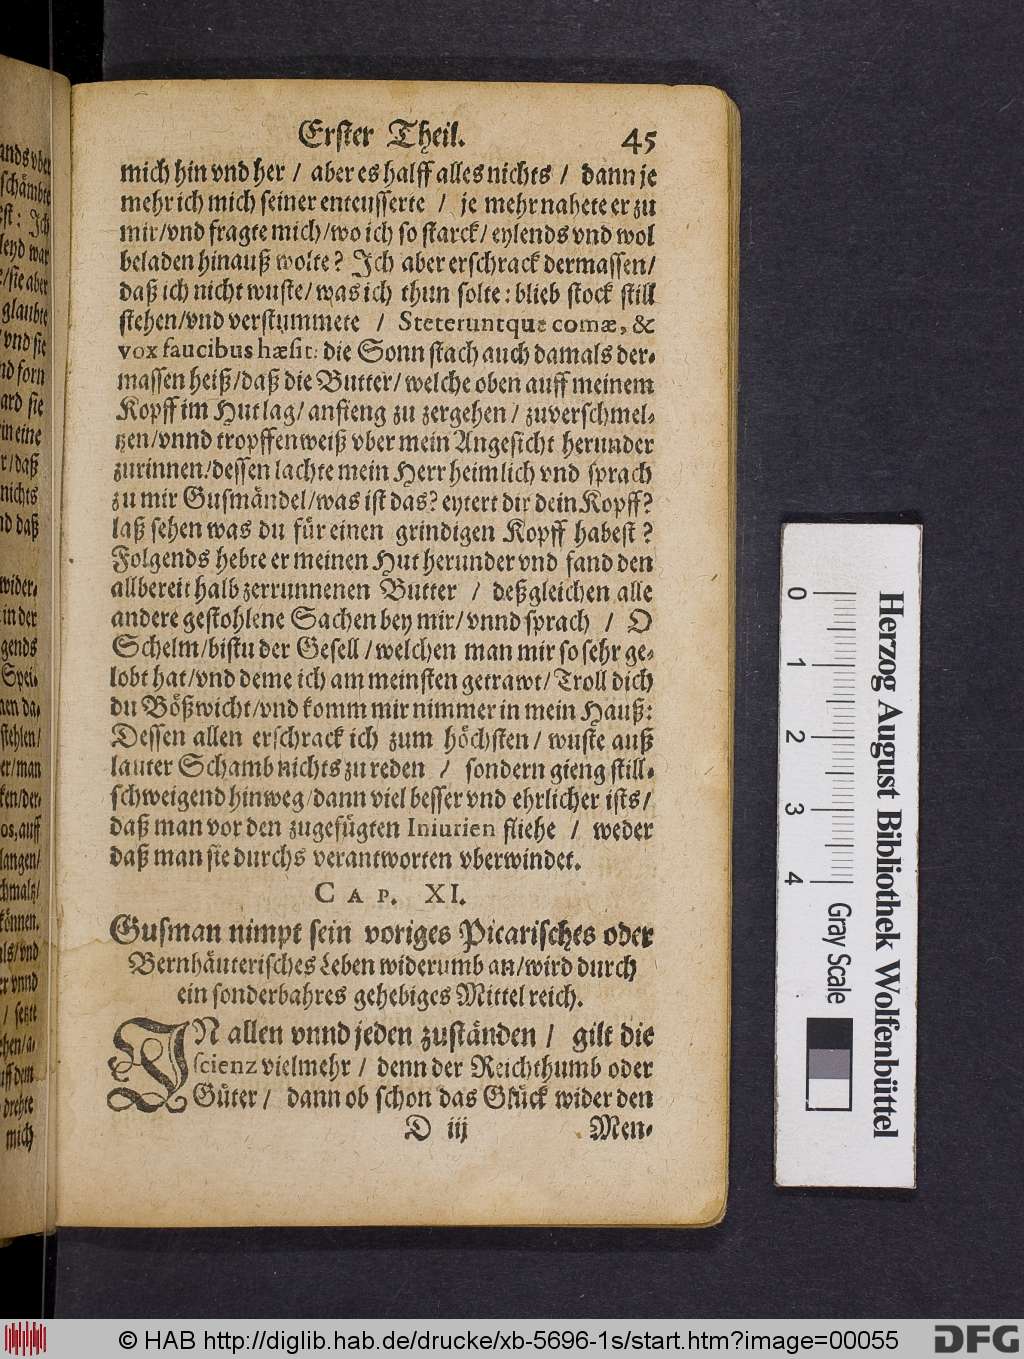 Erster Theil. 45
mich hin vnd her / aber es halff alles nichts / dann je
mehr ich mich seiner enteusserte / je mehr nahete er zu
mir/vnd fragte mich/wo ich so starck/eylends vnd wol
beladen hinauß wolte? Ich aber erschrack dermassen/
daß ich nicht wuste/was ich thun solte: blieb stock still
stehen/vnd verstummete / Steteruntque comæ, &
vox faucibus hæsit: die Sonn stach auch damals der-
massen heiß/daß die Butter/welche oben auff meinem
Kopff im Hut lag/anfieng zu zergehen/zuverschmel-
tzen/vnnd tropffenweiß vber mein Angesicht herunder
zurinnen/dessen lachte mein Herr heimlich vnd sprach
zu mir Gusmändel/was ist das? eytert dir dein Kopff?
laß sehen was du für einen grindigen Kopff habest?
Folgends hebte er meinen Hut herunder vnd fand den
allbereit halb zerrunnenen Butter / deßgleichen alle
andere gestohlene Sachen bey mir/vnnd sprach / O
Schelm/bistu der Gesell/welchen man mir so sehr ge-
lobt hat/vnd deme ich am meinsten getrawt/Troll dich
du Bößwicht/vnd komm mir nimmer in mein Hauß:
Dessen allen erschrack ich zum höchsten/wuste auß
lauter Schamb nichts zu reden / sondern gieng still-
schweigend hinweg/dann viel besser vnd ehrlicher ists/
daß man vor den zugefügten Iniurien fliehe / weder
daß man sie durchs verantworten vberwindet.
CAP. XI.
Gusman nimpt sein voriges Picarisches oder
Bernhäuterisches Leben widerumb an/wird durch
ein sonderbahres gehebiges Mittel reich.
IN allen vnnd jeden zuständen / gilt die
scienz vielmehr / denn der Reichthumb oder
Güter / dann ob schon das Glück wider den
D iij Men-
0 1 2 3 4
Gray Scale
Herzog August Bibliothek Wolfenbüttel
© HAB http://diglib.hab.de/drucke/xb-5696-1s/start.htm?image=00055
DFG